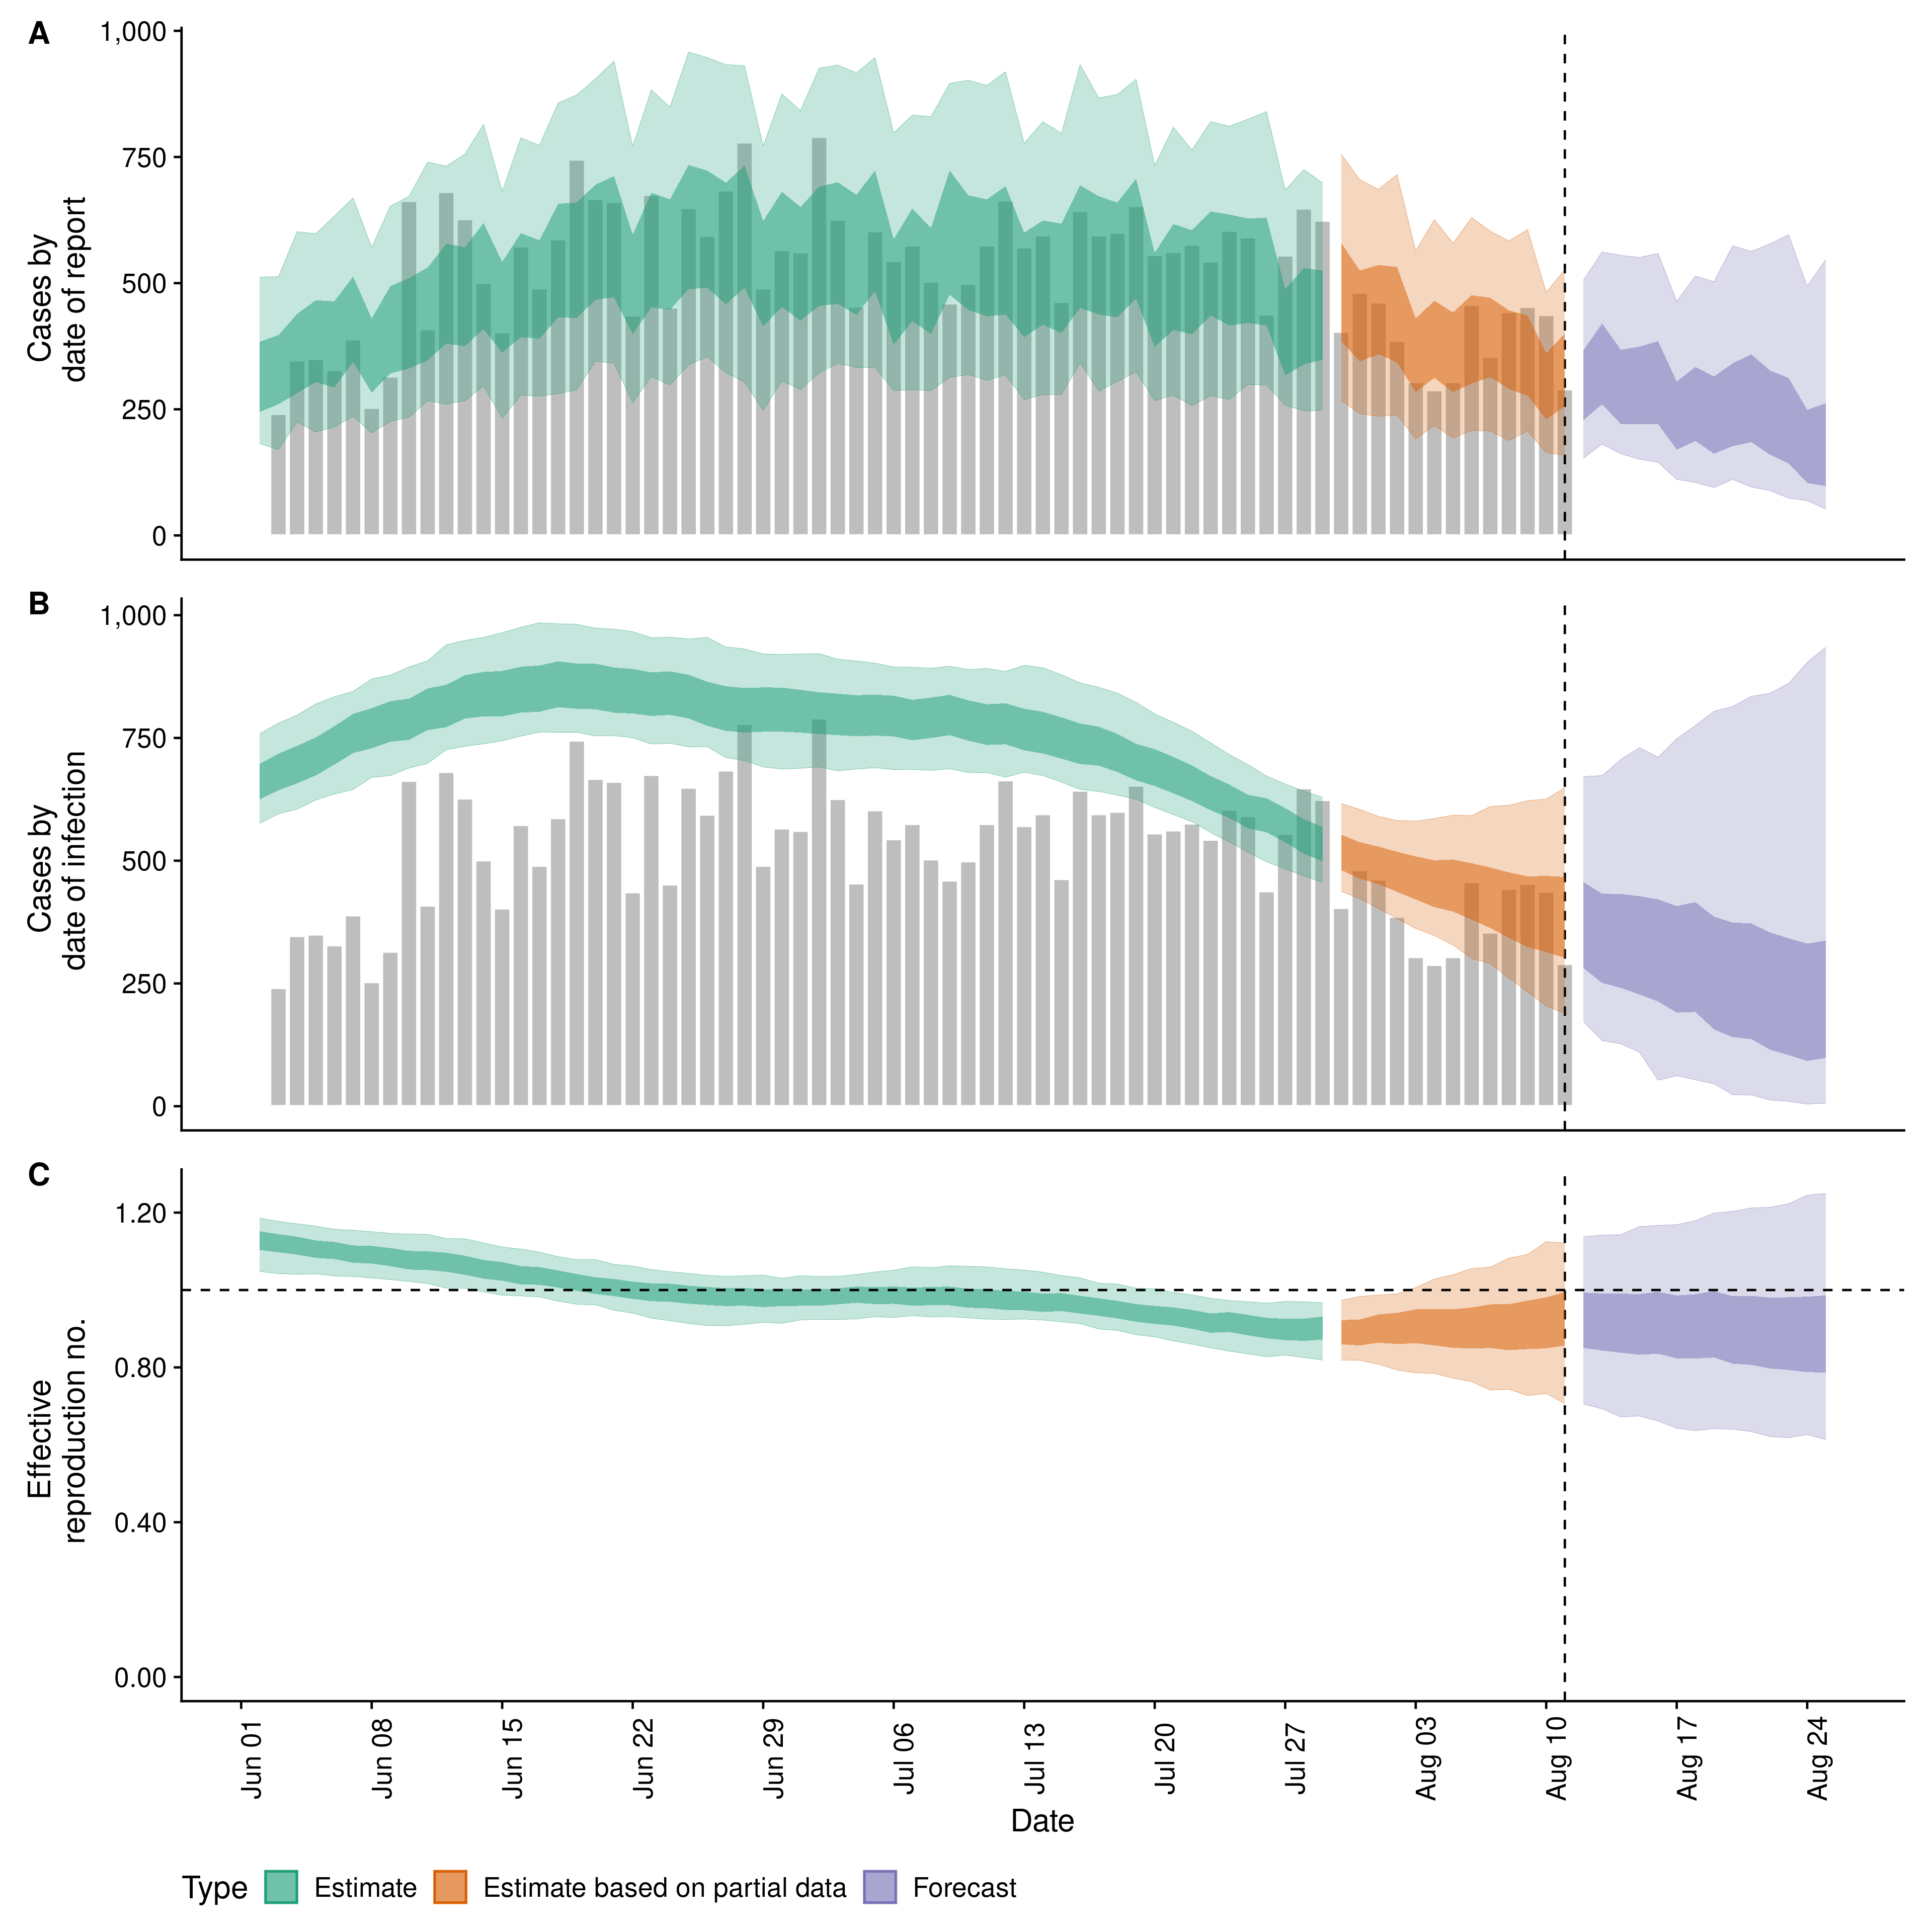 A
1,000
750
500
250
0
Cases by
date of report
B
1,000
750
500
250
0
Cases by
date of infection
C
1.20
0.80
0.40
0.00
Effective
reproduction no.
Jun 01
Jun 08
Jun 15
Jun 22
Jun 29
Jul 06
Jul 13
Jul 20
Jul 27
Aug 03
Aug 10
Aug 17
Aug 24
Date
Type Estimate Estimate based on partial data Forecast